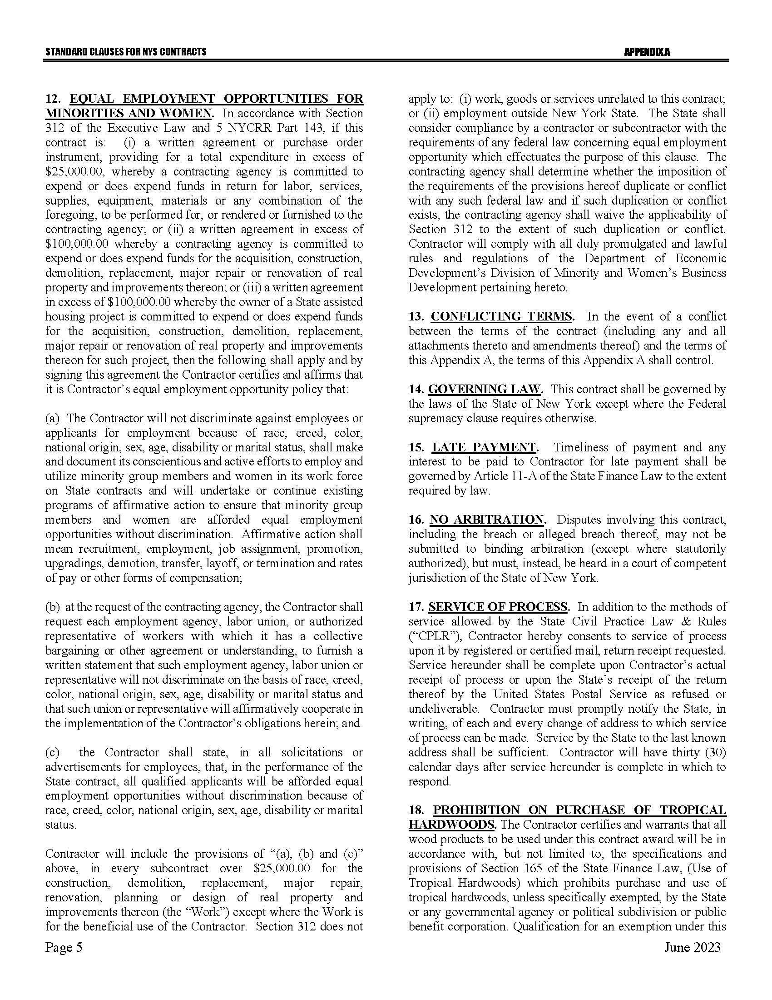 STANDARD CLAUSES FOR NYS CONTRACTS APPENDIX A
12. EQUAL EMPLOYMENT OPPORTUNITIES FOR
MINORITIES AND WOMEN. In accordance with Section
312 of the Executive Law and 5 NYCRR Part 143, if this
contract is: (i) a written agreement or purchase order
instrument, providing for a total expenditure in excess of
$25,000.00, whereby a contracting agency is committed to
expend or does expend funds in return for labor, services,
supplies, equipment, materials or any combination of the
foregoing, to be performed for, or rendered or furnished to the
contracting agency; or (ii) a written agreement in excess of
$100,000.00 whereby a contracting agency is committed to
expend or does expend funds for the acquisition, construction,
demolition, replacement, major repair or renovation of real
property and improvements thereon; or (iii) a written agreement
in excess of $100,000.00 whereby the owner of a State assisted
housing project is committed to expend or does expend funds
for the acquisition, construction, demolition, replacement,
major repair or renovation of real property and improvements
thereon for such project, then the following shall apply and by
signing this agreement the Contractor certifies and affirms that
it is Contractor's equal employment opportunity policy that:
(a) The Contractor will not discriminate against employees or
applicants for employment because of race, creed, color,
national origin, sex, age, disability or marital status, shall make
and document its conscientious and active efforts to employ and
utilize minority group members and women in its work force
on State contracts and will undertake or continue existing
programs of affirmative action to ensure that minority group
members and women are afforded equal employment
opportunities without discrimination. Affirmative action shall
mean recruitment, employment, job assignment, promotion,
upgradings, demotion, transfer, layoff, or termination and rates
of pay or other forms of compensation;
(b) at the request of the contracting agency, the Contractor shall
request each employment agency, labor union, or authorized
representative of workers with which it has a collective
bargaining or other agreement or understanding, to furnish a
written statement that such employment agency, labor union or
representative will not discriminate on the basis of race, creed,
color, national origin, sex, age, disability or marital status and
that such union or representative will affirmatively cooperate in
the implementation of the Contractor's obligations herein; and
(c) the Contractor shall state, in all solicitations or
advertisements for employees, that, in the performance of the
State contract, all qualified applicants will be afforded equal
employment opportunities without discrimination because of
race, creed, color, national origin, sex, age, disability or marital
status.
Contractor will include the provisions of “(a), (b) and (c)”
above, in every subcontract over $25,000.00 for the
construction, demolition, replacement, major repair,
renovation, planning or design of real property and
improvements thereon (the “Work”) except where the Work is
for the beneficial use of the Contractor. Section 312 does not
apply to: (i) work, goods or services unrelated to this contract;
or (ii) employment outside New York State. The State shall
consider compliance by a contractor or subcontractor with the
requirements of any federal law concerning equal employment
opportunity which effectuates the purpose of this clause. The
contracting agency shall determine whether the imposition of
the requirements of the provisions hereof duplicate or conflict
with any such federal law and if such duplication or conflict
exists, the contracting agency shall waive the applicability of
Section 312 to the extent of such duplication or conflict.
Contractor will comply with all duly promulgated and lawful
rules and regulations of the Department of Economic
Development's Division of Minority and Women's Business
Development pertaining hereto.
13. CONFLICTING TERMS. In the event of a conflict
between the terms of the contract (including any and all
attachments thereto and amendments thereof) and the terms of
this Appendix A, the terms of this Appendix A shall control.
14. GOVERNING LAW. This contract shall be governed by
the laws of the State of New York except where the Federal
supremacy clause requires otherwise.
15. LATE PAYMENT. Timeliness of payment and any
interest to be paid to Contractor for late payment shall be
governed by Article 11-A of the State Finance Law to the extent
required by law.
16. NO ARBITRATION. Disputes involving this contract,
including the breach or alleged breach thereof, may not be
submitted to binding arbitration (except where statutorily
authorized), but must, instead, be heard in a court of competent
jurisdiction of the State of New York.
17. SERVICE OF PROCESS. In addition to the methods of
service allowed by the State Civil Practice Law & Rules
(“CPLR”), Contractor hereby consents to service of process
upon it by registered or certified mail, return receipt requested.
Service hereunder shall be complete upon Contractor's actual
receipt of process or upon the State's receipt of the return
thereof by the United States Postal Service as refused or
undeliverable. Contractor must promptly notify the State, in
writing, of each and every change of address to which service
of process can be made. Service by the State to the last known
address shall be sufficient. Contractor will have thirty (30)
calendar days after service hereunder is complete in which to
respond.
18. PROHIBITION ON PURCHASE OF TROPICAL
HARDWOODS. The Contractor certifies and warrants that all
wood products to be used under this contract award will be in
accordance with, but not limited to, the specifications and
provisions of Section 165 of the State Finance Law, (Use of
Tropical Hardwoods) which prohibits purchase and use of
tropical hardwoods, unless specifically exempted, by the State
or any governmental agency or political subdivision or public
benefit corporation. Qualification for an exemption under this
Page 5 June 2023